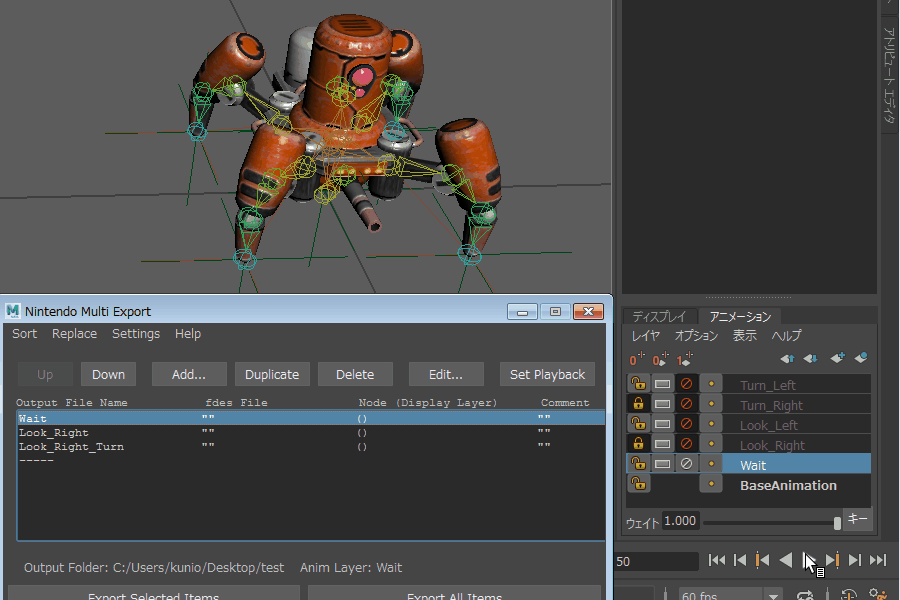 アトリビュート エディタ
Nintendo Multi Export
Sort Replace Settings Help
Up Down Add... Duplicate Delete Edit... Set Playback
Output File Name fdes File Node (Display Layer) Comment
Wait "" () ""
Look_Right "" () ""
Look_Right_Turn "" () ""
-----
Output Folder: C:/Users/kunio/Desktop/test Anim Layer: Wait
Export Selected Items Export All Items
ディスプレイ アニメーション
レイヤ オプション 表示 ヘルプ
Turn_Left
Turn_Right
Look_Left
Look_Right
Wait
BaseAnimation
ウェイト 1.000 キー
50
60 fps